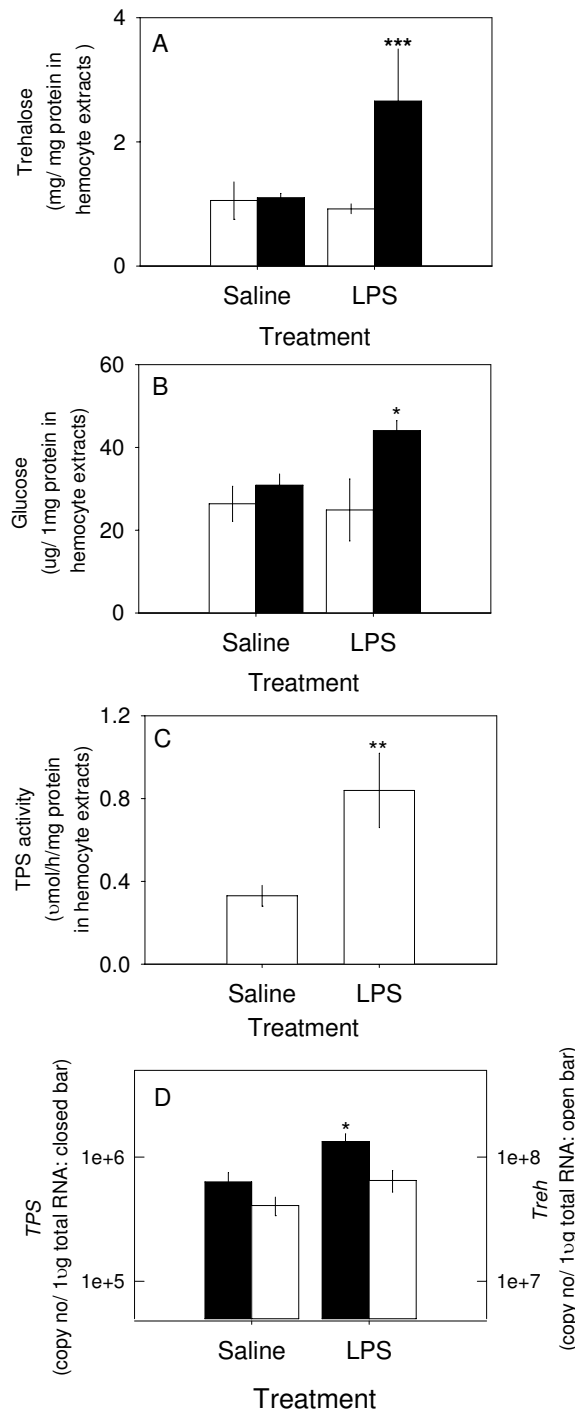 A
4
***
Trehalose
(mg/ mg protein in
hemocyte extracts )
2
0
Saline LPS
Treatment
B
60
*
Glucose
(ug/ 1mg protein in
hemocyte extracts)
40
20
0
Saline LPS
Treatment
C
1.2
**
TPS activity
(υmol/h/mg protein
in hemocyte extracts)
0.8
0.4
0.0
Saline LPS
Treatment
D
*
TPS
(copy no/ 1υg total RNA: closed bar)
1e+6
1e+5
1e+8
1e+7
Treh
(copy no/ 1υg total RNA: open bar)
Saline LPS
Treatment